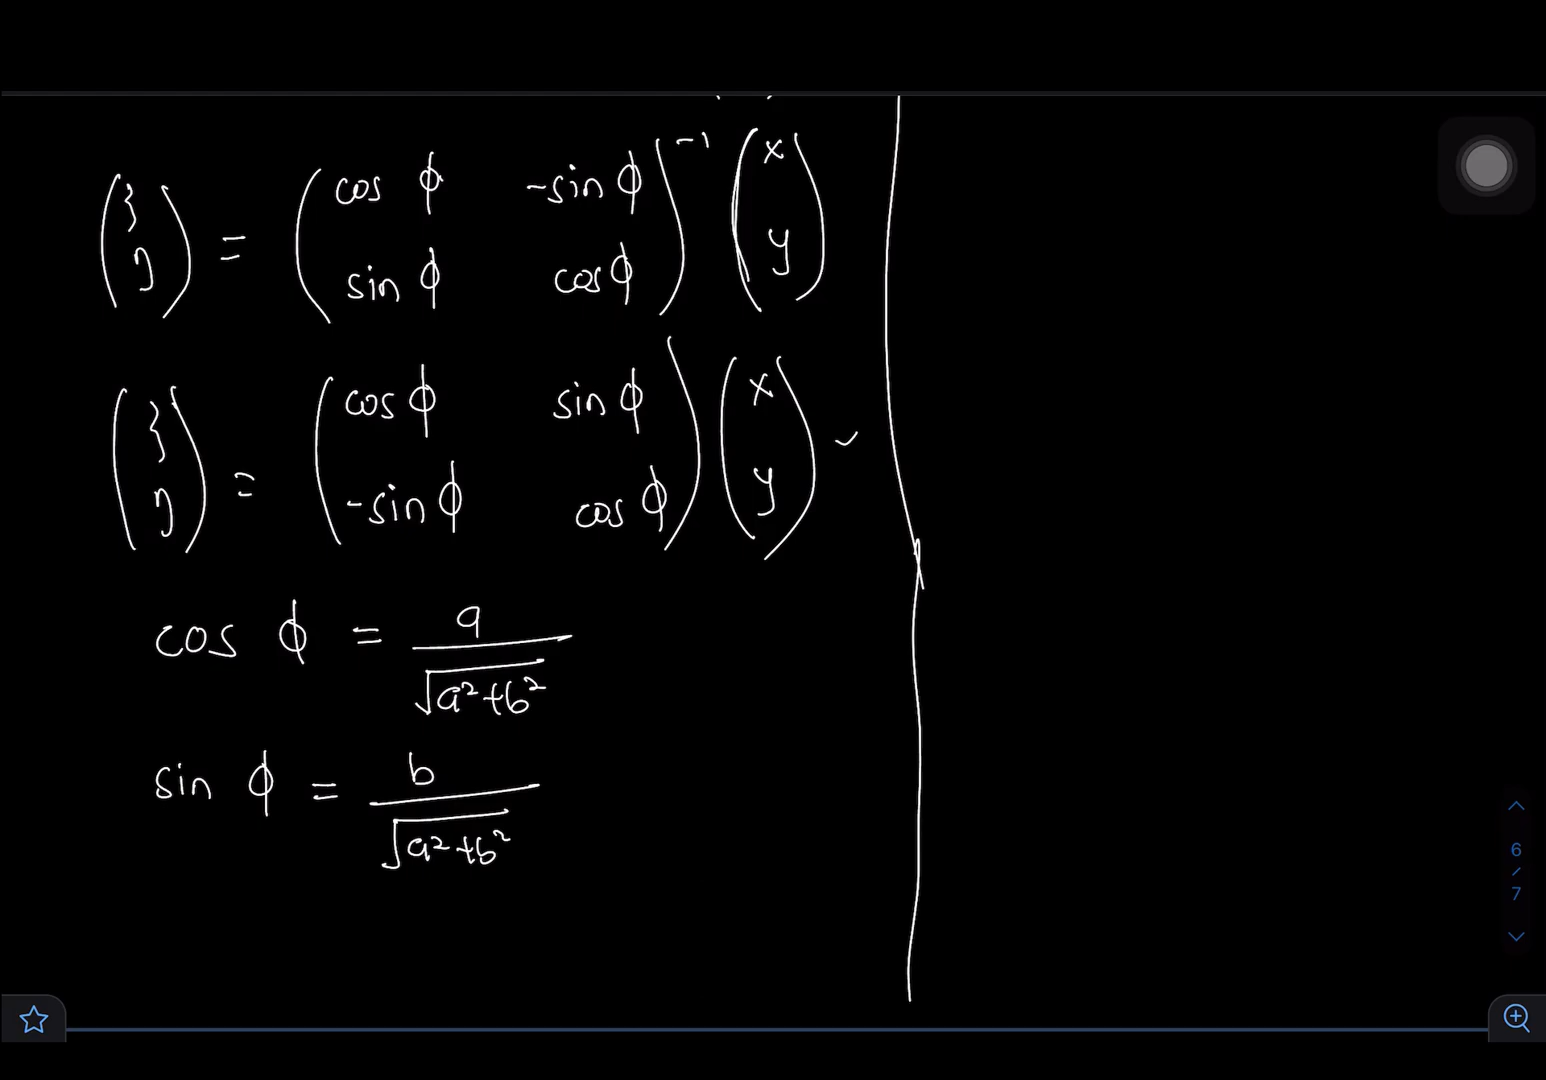 (ξ η) = (cos ϕ -sin ϕ sin ϕ cos ϕ)⁻¹ (x y)
(ξ η) = (cos ϕ sin ϕ -sin ϕ cos ϕ) (x y)
cos ϕ = a / √a²+b²
sin ϕ = b / √a²+b²
6 / 7